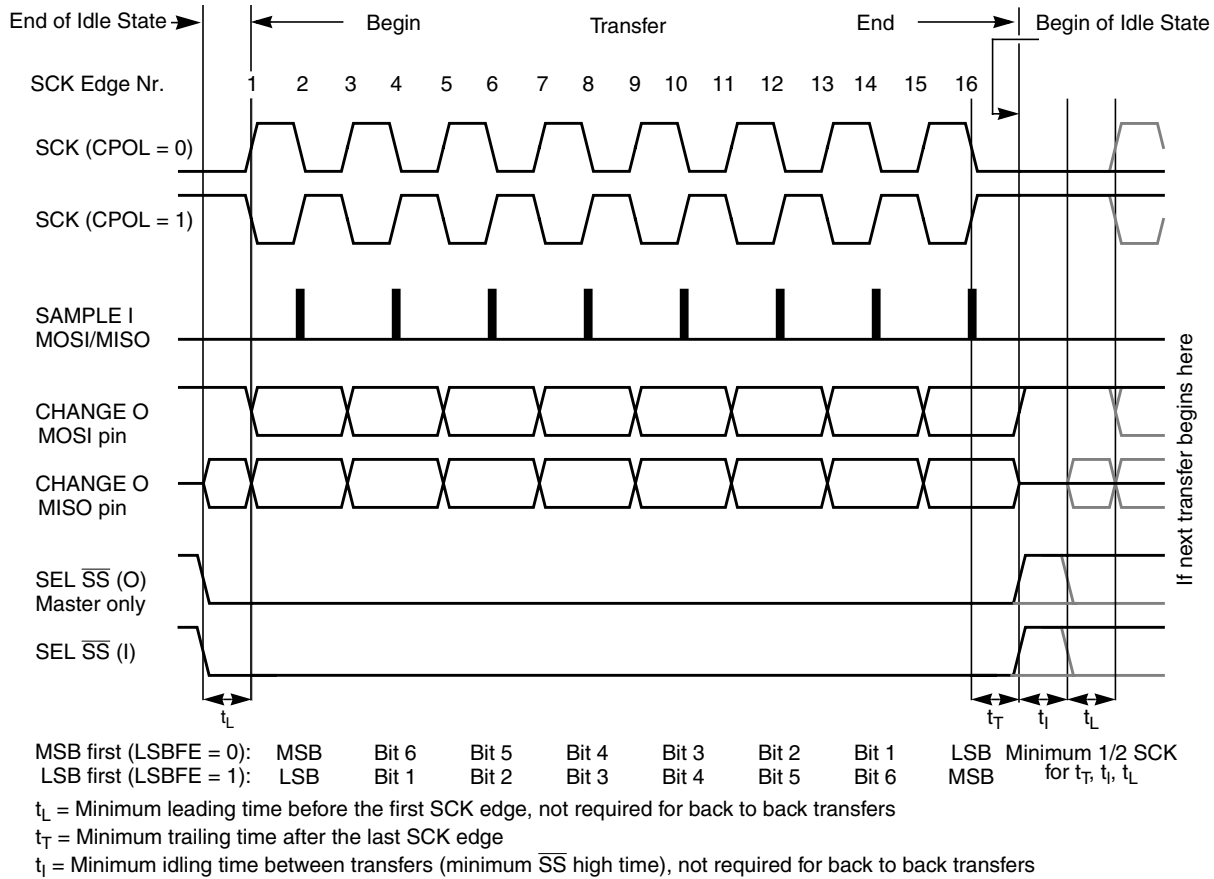 End of Idle State Begin Transfer End Begin of Idle State
SCK Edge Nr. 1 2 3 4 5 6 7 8 9 10 11 12 13 14 15 16
SCK (CPOL = 0)
SCK (CPOL = 1)
SAMPLE I
MOSI/MISO
CHANGE O
MOSI pin
CHANGE O
MISO pin
SEL SS (O)
Master only
SEL SS (I)
If next transfer begins here
tL tT tI tL
MSB first (LSBFE = 0): MSB Bit 6 Bit 5 Bit 4 Bit 3 Bit 2 Bit 1 LSB Minimum 1/2 SCK
LSB first (LSBFE = 1): LSB Bit 1 Bit 2 Bit 3 Bit 4 Bit 5 Bit 6 MSB for tT, tI, tL
tL = Minimum leading time before the first SCK edge, not required for back to back transfers
tT = Minimum trailing time after the last SCK edge
tI = Minimum idling time between transfers (minimum SS high time), not required for back to back transfers